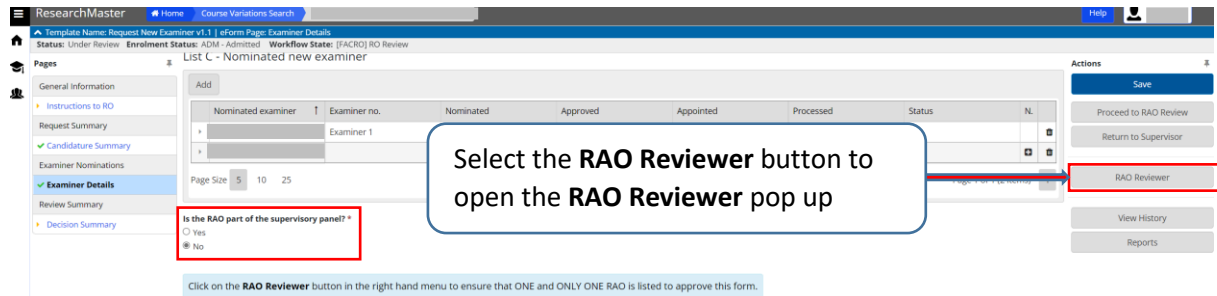 ResearchMaster Home Course Variations Search Help
Template Name: Request New Examiner v1.1 | eForm Page: Examiner Details
Status: Under Review Enrolment Status: ADM - Admitted Workflow State: [FACRO] RO Review
Pages
General Information
Instructions to RO
Request Summary
Candidature Summary
Examiner Nominations
Examiner Details
Review Summary
Decision Summary
List C - Nominated new examiner
Add
Nominated examiner ↑ Examiner no. Nominated Approved Appointed Processed Status N.
Examiner 1
Page Size 5 10 25
Select the RAO Reviewer button to
open the RAO Reviewer pop up
Is the RAO part of the supervisory panel? *
Yes
No
Click on the RAO Reviewer button in the right hand menu to ensure that ONE and ONLY ONE RAO is listed to approve this form.
Actions
Save
Proceed to RAO Review
Return to Supervisor
RAO Reviewer
View History
Reports